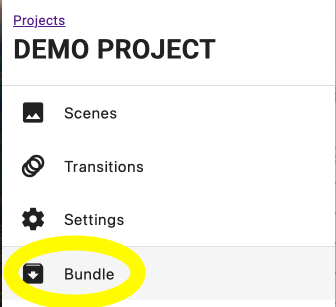 Projects
DEMO PROJECT
Scenes
Transitions
Settings
Bundle